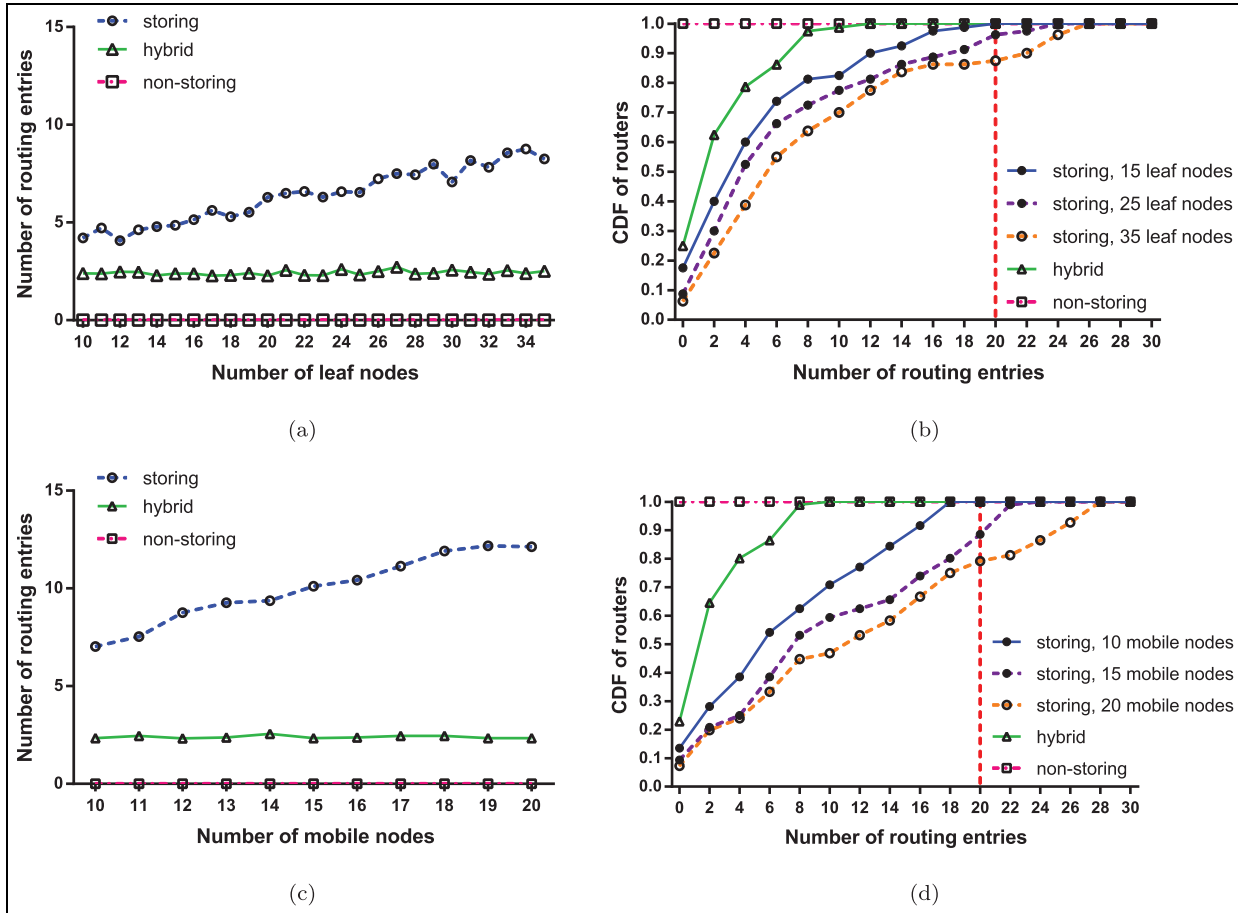 15
10
5
0
Number of routing entries
storing
hybrid
non-storing
10 12 14 16 18 20 22 24 26 28 30 32 34
Number of leaf nodes
(a)
1.0
0.9
0.8
0.7
0.6
0.5
0.4
0.3
0.2
0.1
0.0
CDF of routers
storing, 15 leaf nodes
storing, 25 leaf nodes
storing, 35 leaf nodes
hybrid
non-storing
0 2 4 6 8 10 12 14 16 18 20 22 24 26 28 30
Number of routing entries
(b)
15
10
5
0
Number of routing entries
storing
hybrid
non-storing
10 11 12 13 14 15 16 17 18 19 20
Number of mobile nodes
(c)
1.0
0.9
0.8
0.7
0.6
0.5
0.4
0.3
0.2
0.1
0.0
CDF of routers
storing, 10 mobile nodes
storing, 15 mobile nodes
storing, 20 mobile nodes
hybrid
non-storing
0 2 4 6 8 10 12 14 16 18 20 22 24 26 28 30
Number of routing entries
(d)